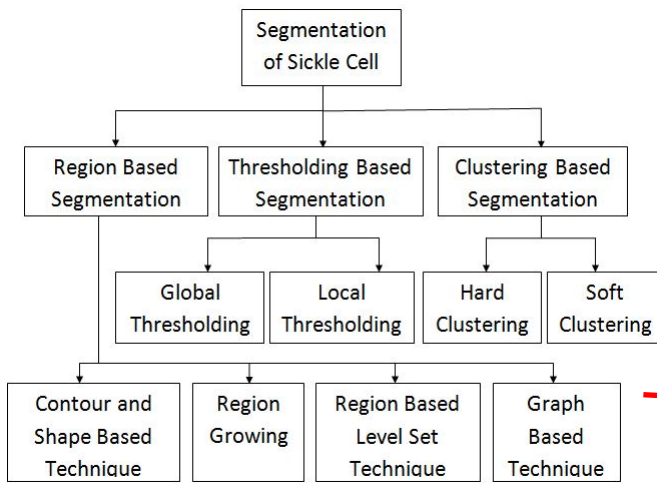 Segmentation
of Sickle Cell
Region Based
Segmentation
Thresholding Based
Segmentation
Clustering Based
Segmentation
Global
Thresholding
Local
Thresholding
Hard
Clustering
Soft
Clustering
Contour and
Shape Based
Technique
Region
Growing
Region Based
Level Set
Technique
Graph
Based
Technique